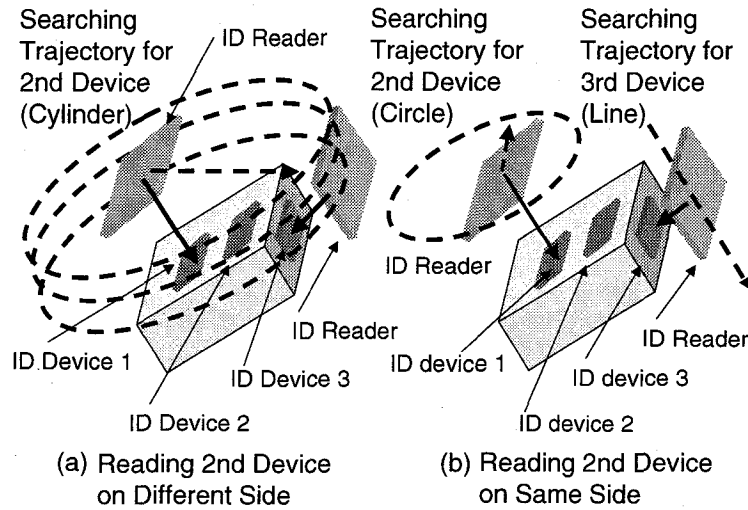 Searching
Trajectory for
2nd Device
(Cylinder)
ID Reader
ID Reader
ID Device 1
ID Device 3
ID Device 2
(a) Reading 2nd Device
on Different Side
Searching
Trajectory for
2nd Device
(Circle)
Searching
Trajectory for
3rd Device
(Line)
ID Reader
ID Reader
ID device 1
ID device 3
ID device 2
(b) Reading 2nd Device
on Same Side